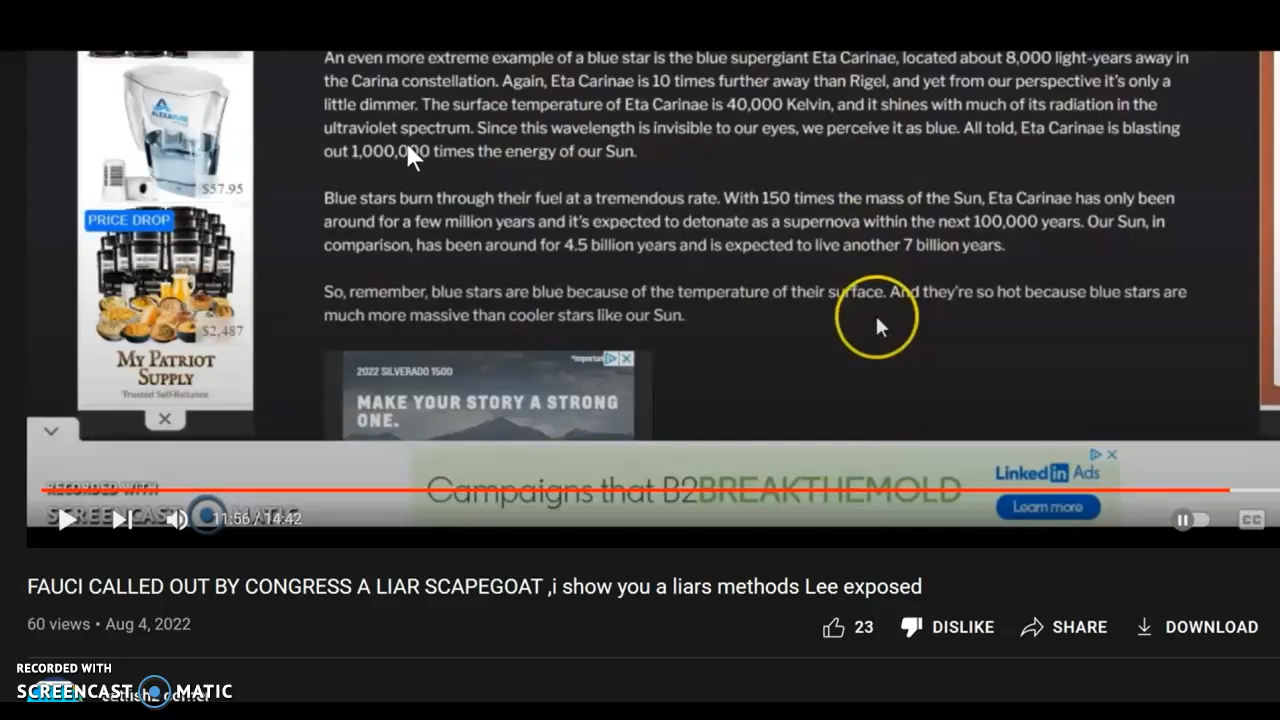 An even more extreme example of a blue star is the blue supergiant Eta Carinae, located about 8,000 light-years away in
the Carina constellation. Again, Eta Carinae is 10 times further away than Rigel, and yet from our perspective it's only a
little dimmer. The surface temperature of Eta Carinae is 40,000 Kelvin, and it shines with much of its radiation in the
ultraviolet spectrum. Since this wavelength is invisible to our eyes, we perceive it as blue. All told, Eta Carinae is blasting
out 1,000,000 times the energy of our Sun.
Blue stars burn through their fuel at a tremendous rate. With 150 times the mass of the Sun, Eta Carinae has only been
around for a few million years and it's expected to detonate as a supernova within the next 100,000 years. Our Sun, in
comparison, has been around for 4.5 billion years and is expected to live another 7 billion years.
So, remember, blue stars are blue because of the temperature of their surface. And they're so hot because blue stars are
much more massive than cooler stars like our Sun.
ALEXAPURE
$57.95
PRICE DROP
$2,487
MY PATRIOT
SUPPLY
Trusted Self-Reliance
2022 SILVERADO 1500
MAKE YOUR STORY A STRONG
ONE.
Campaigns that B2BREAKTHEMOLD
Linked in Ads
Learn more
RECORDED WITH
SCREENCAST MATIC
11:56 / 14:42
CC
FAUCI CALLED OUT BY CONGRESS A LIAR SCAPEGOAT ,i show you a liars methods Lee exposed
60 views • Aug 4, 2022
23
DISLIKE
SHARE
DOWNLOAD
RECORDED WITH
SCREENCAST MATIC